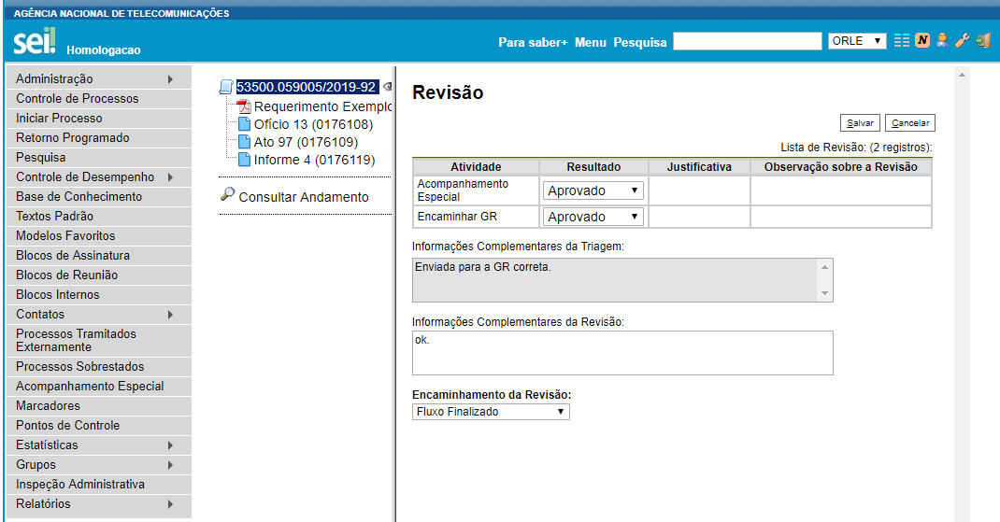 AGÊNCIA NACIONAL DE TELECOMUNICAÇÕES
sei!
Homologacao
Para saber+ Menu Pesquisa
ORLE
N
Administração
Controle de Processos
Iniciar Processo
Retorno Programado
Pesquisa
Controle de Desempenho
Base de Conhecimento
Textos Padrão
Modelos Favoritos
Blocos de Assinatura
Blocos de Reunião
Blocos Internos
Contatos
Processos Tramitados
Externamente
Processos Sobrestados
Acompanhamento Especial
Marcadores
Pontos de Controle
Estatísticas
Grupos
Inspeção Administrativa
Relatórios
53500.059005/2019-92
Requerimento Exemplo
Ofício 13 (0176108)
Ato 97 (0176109)
Informe 4 (0176119)
Consultar Andamento
Revisão
Salvar Cancelar
Lista de Revisão: (2 registros):
Atividade Resultado Justificativa Observação sobre a Revisão
Acompanhamento
Especial
Aprovado
Encaminhar GR Aprovado
Informações Complementares da Triagem:
Enviada para a GR correta.
Informações Complementares da Revisão:
ok.
Encaminhamento da Revisão:
Fluxo Finalizado